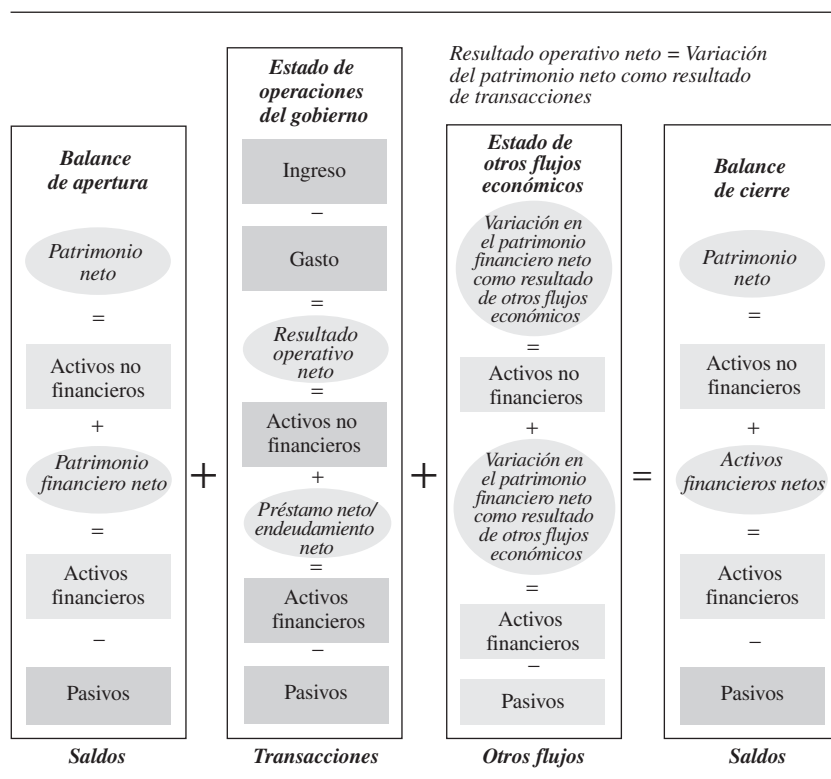 Resultado operativo neto = Variación
del patrimonio neto como resultado
de transacciones
Balance
de apertura
Patrimonio
neto
=
Activos no
financieros
+
Patrimonio
financiero neto
=
Activos
financieros
–
Pasivos
Saldos
+
Estado de
operaciones
del gobierno
Ingreso
–
Gasto
=
Resultado
operativo
neto
=
Activos no
financieros
+
Préstamo neto/
endeudamiento
neto
=
Activos
financieros
–
Pasivos
Transacciones
+
Estado de
otros flujos
económicos
Variación en
el patrimonio
financiero neto
como resultado
de otros flujos
económicos
=
Activos no
financieros
+
Variación en
el patrimonio
financiero neto
como resultado
de otros flujos
económicos
=
Activos
financieros
–
Pasivos
Otros flujos
=
Balance
de cierre
Patrimonio
neto
=
Activos no
financieros
+
Activos
financieros netos
=
Activos
financieros
–
Pasivos
Saldos